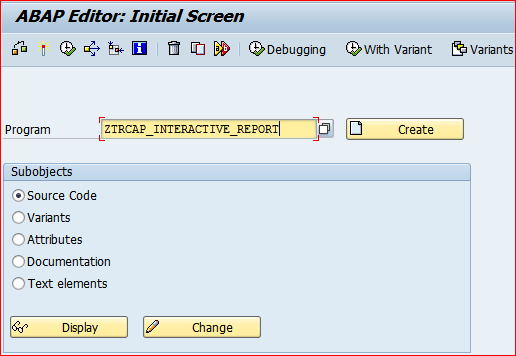 ABAP Editor: Initial Screen
Debugging With Variant Variants
Program ZTRCAP_INTERACTIVE_REPORT Create
Subobjects
Source Code
Variants
Attributes
Documentation
Text elements
Display Change